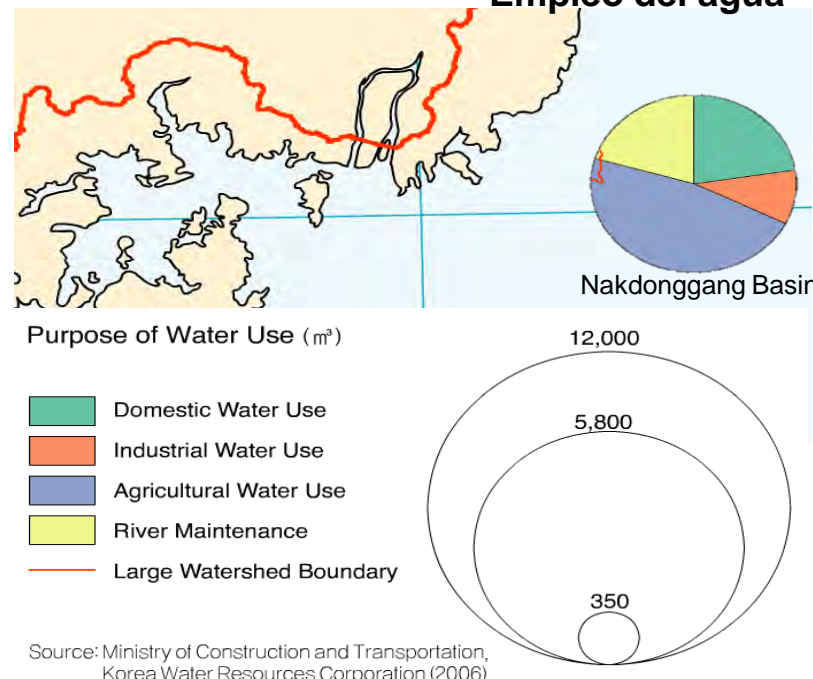 Empleo del agua
Nakdonggang Basin
Purpose of Water Use (㎥)
12,000
5,800
350
Domestic Water Use
Industrial Water Use
Agricultural Water Use
River Maintenance
Large Watershed Boundary
Source: Ministry of Construction and Transportation,
Korea Water Resources Corporation (2006)